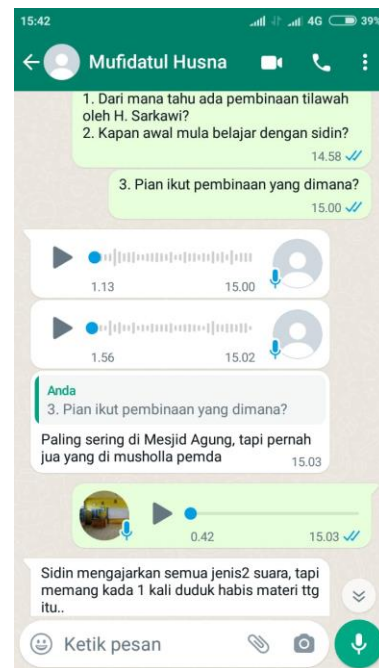 15:42
4G 39%
Mufidatul Husna
1. Dari mana tahu ada pembinaan tilawah
oleh H. Sarkawi?
2. Kapan awal mula belajar dengan sidin?
14.58
3. Pian ikut pembinaan yang dimana?
15.00
1.13 15.00
1.56 15.02
Anda
3. Pian ikut pembinaan yang dimana?
Paling sering di Mesjid Agung, tapi pernah
jua yang di musholla pemda
15.03
0.42 15.03
Sidin mengajarkan semua jenis2 suara, tapi
memang kada 1 kali duduk habis materi ttg
itu..
Ketik pesan